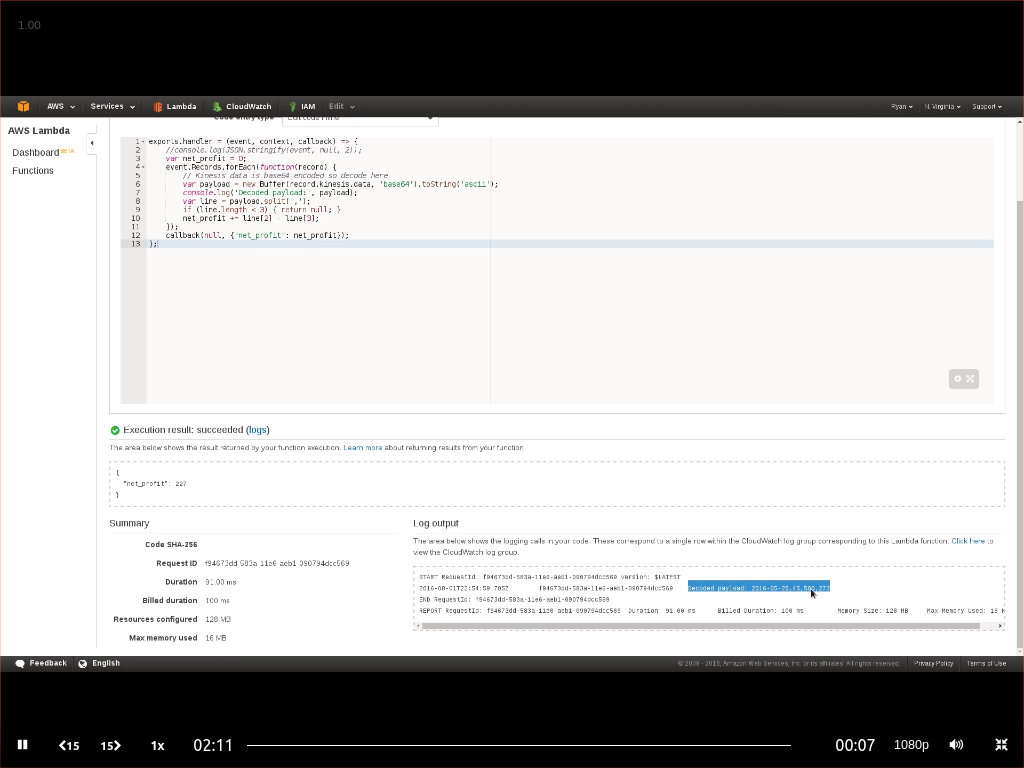 1.00
AWS Services Lambda CloudWatch IAM Edit Ryan N. Virginia Support
AWS Lambda
Dashboard BETA
Functions
Code entry type
1 exports.handler = (event, context, callback) => {
2 //console.log(JSON.stringify(event, null, 2));
3 var net_profit = 0;
4 event.Records.forEach(function(record) {
5 // Kinesis data is base64 encoded so decode here
6 var payload = new Buffer(record.kinesis.data, 'base64').toString('ascii');
7 console.log('Decoded payload:', payload);
8 var line = payload.split(',');
9 if (line.length < 3) { return null; }
10 net_profit += line[2] - line[3];
11 });
12 callback(null, {"net_profit": net_profit});
13 };
Execution result: succeeded (logs)
The area below shows the result returned by your function execution. Learn more about returning results from your function
{
"net_profit": 227
}
Summary
Code SHA-256
Request ID f94673dd-583a-11e6-aeb1-090794dcc569
Duration 91.00 ms
Billed duration 100 ms
Resources configured 128 MB
Max memory used 16 MB
Log output
The area below shows the logging calls in your code. These correspond to a single row within the CloudWatch log group corresponding to this Lambda function. Click here to
view the CloudWatch log group.
START RequestId: f94673dd-583a-11e6-aeb1-090794dcc569 Version: $LATEST
f94673dd-583a-11e6-aeb1-090794dcc569 Decoded payload:
END RequestId: f94673dd-583a-11e6-aeb1-090794dcc569
REPORT RequestId: f94673dd-583a-11e6-aeb1-090794dcc569 Duration: 91.00 ms Billed Duration: 100 ms Memory Size: 128 MB Max Memory Used: 16 M
Feedback English © 2008 - 2016, Amazon Web Services, Inc. or its affiliates. All rights reserved. Privacy Policy Terms of Use
15 15 1x 02:11 00:07 1080p